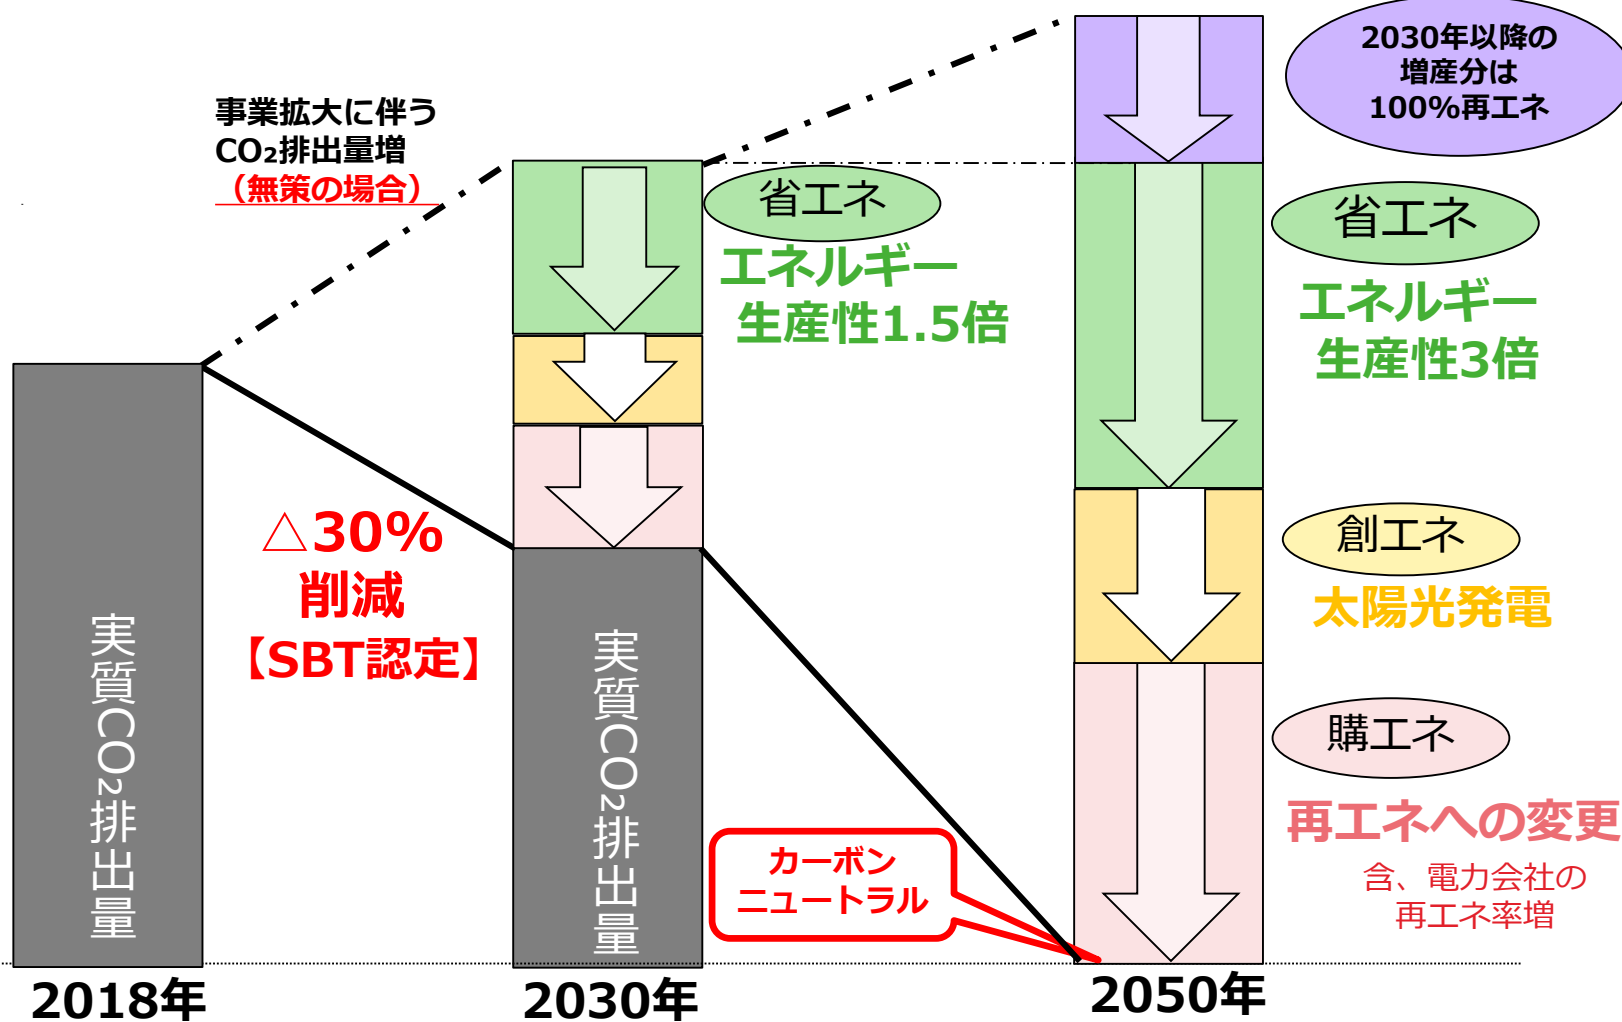 事業拡大に伴う
CO₂排出量増
（無策の場合）
2030年以降の
増産分は
100%再エネ
省エネ
エネルギー
生産性1.5倍
省エネ
エネルギー
生産性3倍
△30%
削減
【SBT認定】
創エネ
太陽光発電
購エネ
再エネへの変更
含、電力会社の
再エネ率増
カーボン
ニュートラル
実質CO₂排出量
実質CO₂排出量
2018年
2030年
2050年